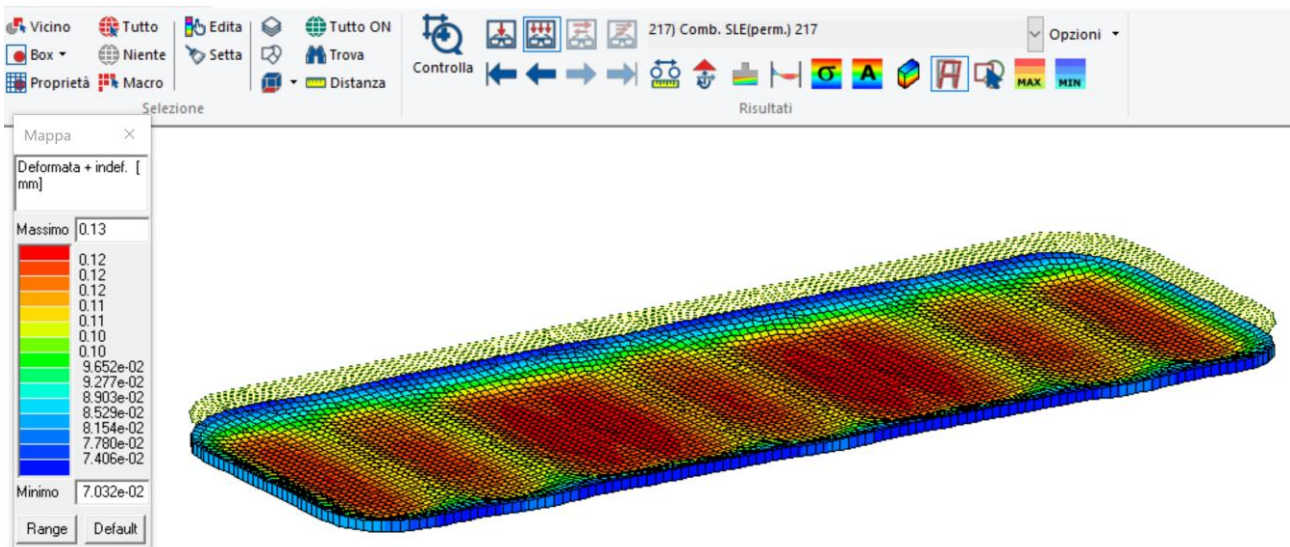 Vicino Tutto Edita Tutto ON
Box Niente Setta Trova
Proprietà Macro Distanza
Selezione
Controlla
217) Comb. SLE(perm.) 217
Opzioni
σ A MAX MIN
Risultati
Mappa
Deformata + indef. [
mm]
Massimo 0.13
0.12
0.12
0.12
0.11
0.11
0.10
0.10
9.652e-02
9.277e-02
8.903e-02
8.529e-02
8.154e-02
7.780e-02
7.406e-02
Minimo 7.032e-02
Range Default